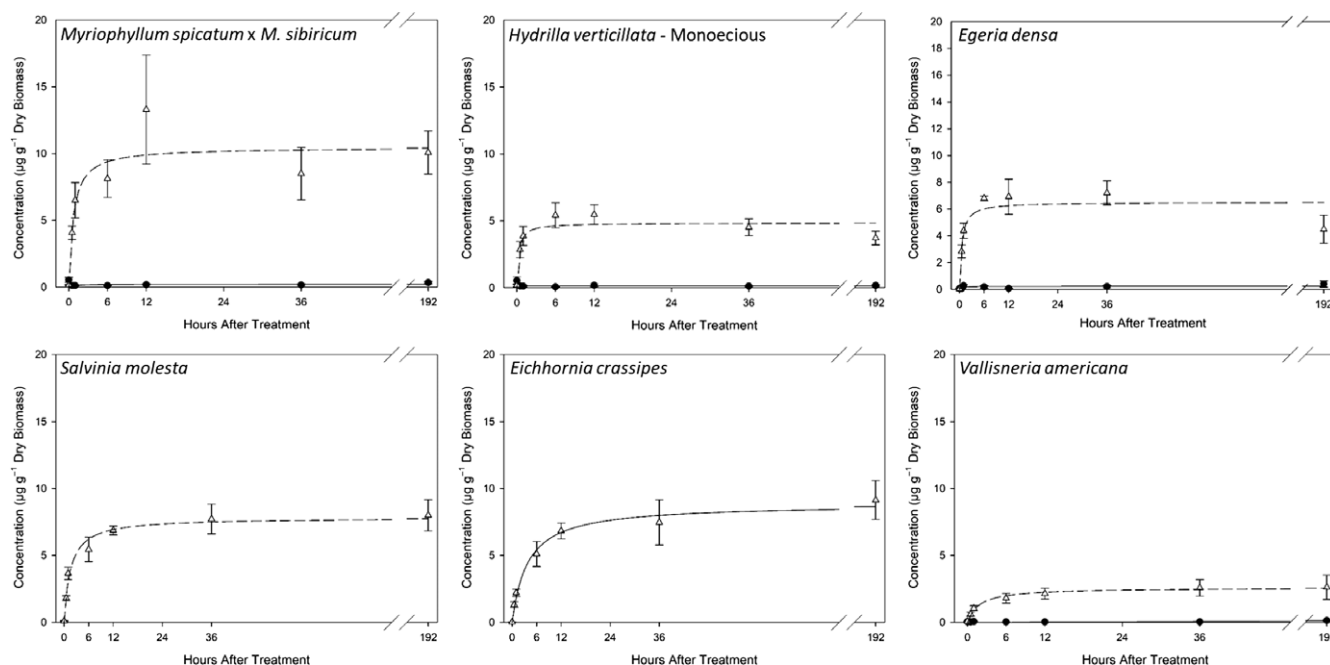 Myriophyllum spicatum x M. sibiricum
Concentration (µg g⁻¹ Dry Biomass)
20
15
10
5
0
0 6 12 24 36 192
Hours After Treatment
Hydrilla verticillata - Monoecious
Concentration (µg g⁻¹ Dry Biomass)
20
15
10
5
0
0 6 12 24 36 192
Hours After Treatment
Egeria densa
Concentration (µg g⁻¹ Dry Biomass)
20
18
16
14
12
10
8
6
4
2
0
0 6 12 24 36 192
Hours After Treatment
Salvinia molesta
Concentration (µg g⁻¹ Dry Biomass)
20
15
10
5
0
0 6 12 36 192
Hours After Treatment
Eichhornia crassipes
Concentration (µg g⁻¹ Dry Biomass)
20
15
10
5
0
0 6 12 36 192
Hours After Treatment
Vallisneria americana
Concentration (µg g⁻¹ Dry Biomass)
20
15
10
5
0
0 6 12 24 36 192
Hours After Treatment